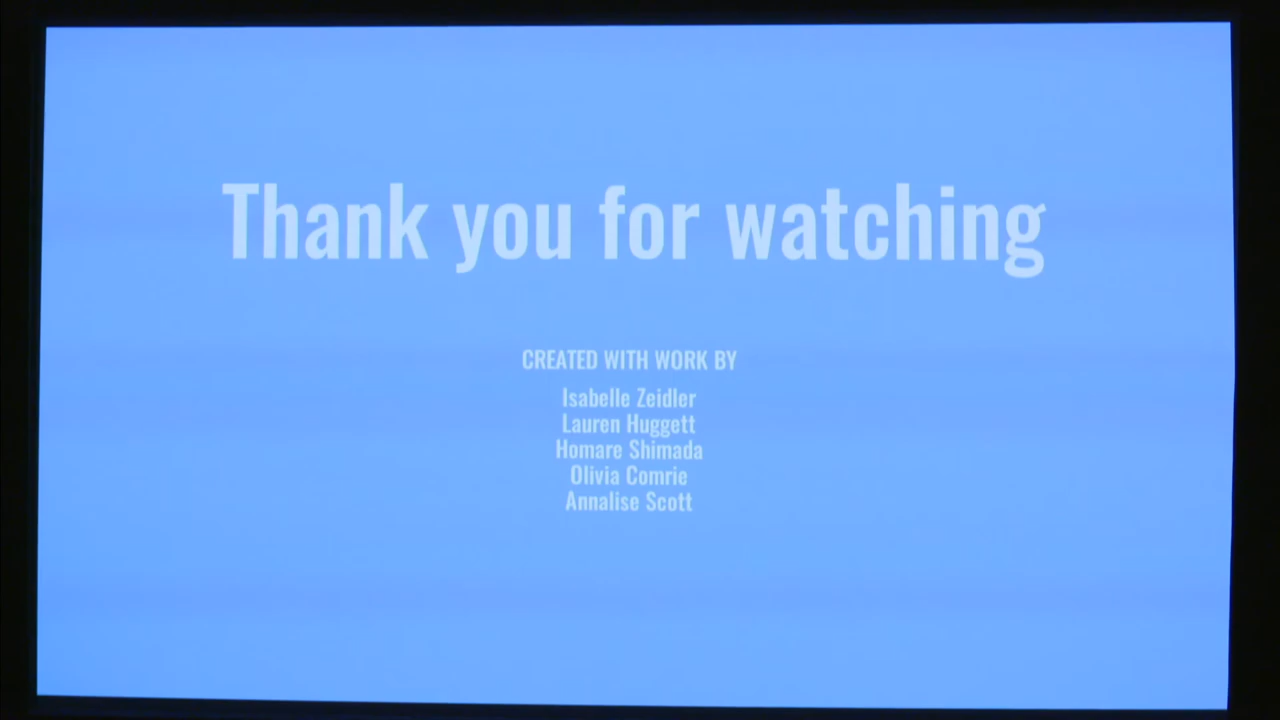 Thank you for watching
CREATED WITH WORK BY
Isabelle Zeidler
Lauren Huggett
Homare Shimada
Olivia Comrie
Annalise Scott